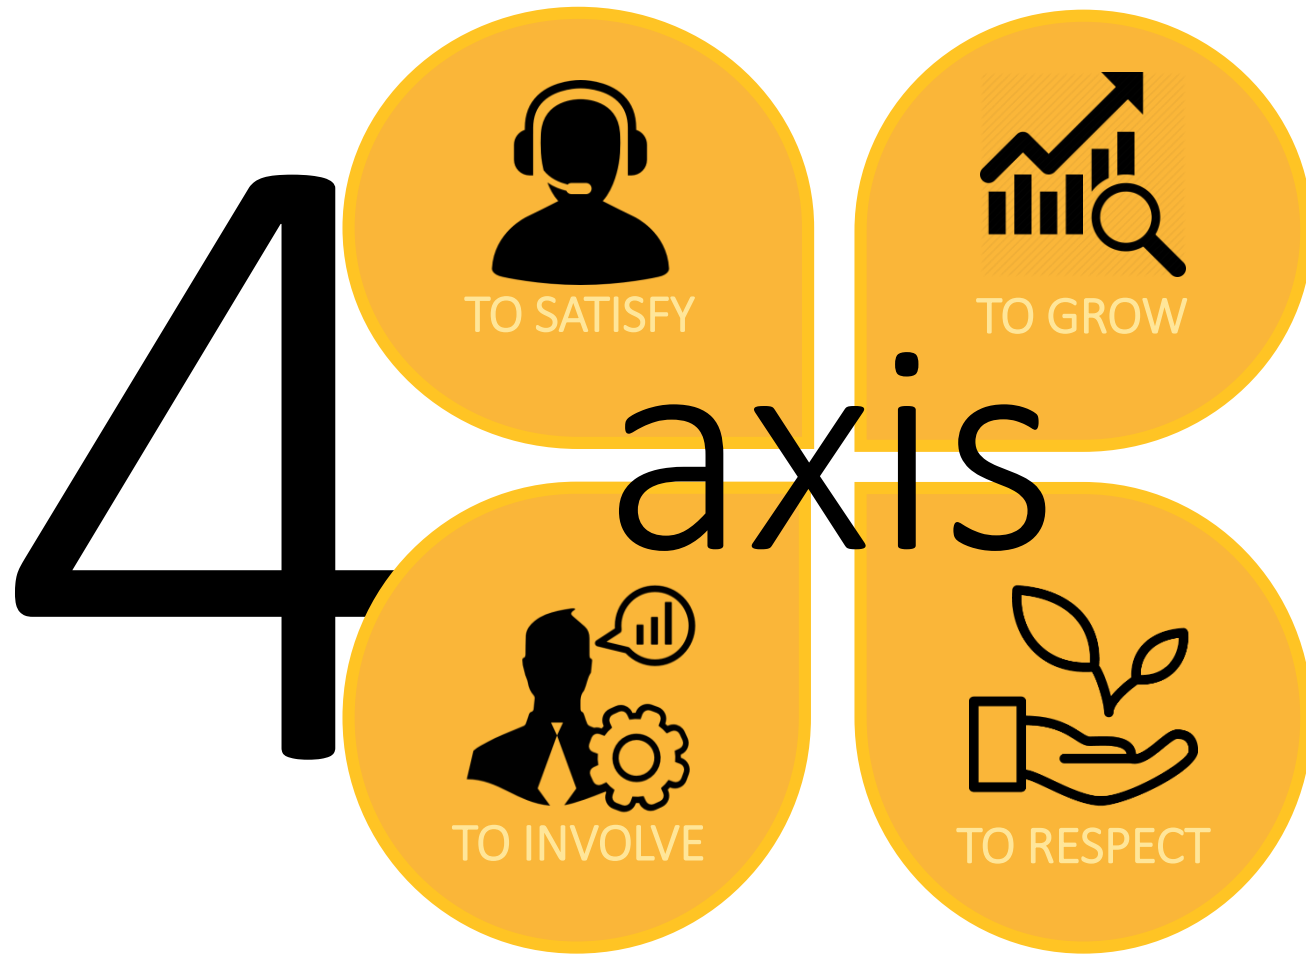 4
TO SATISFY
TO GROW
axis
TO INVOLVE
TO RESPECT